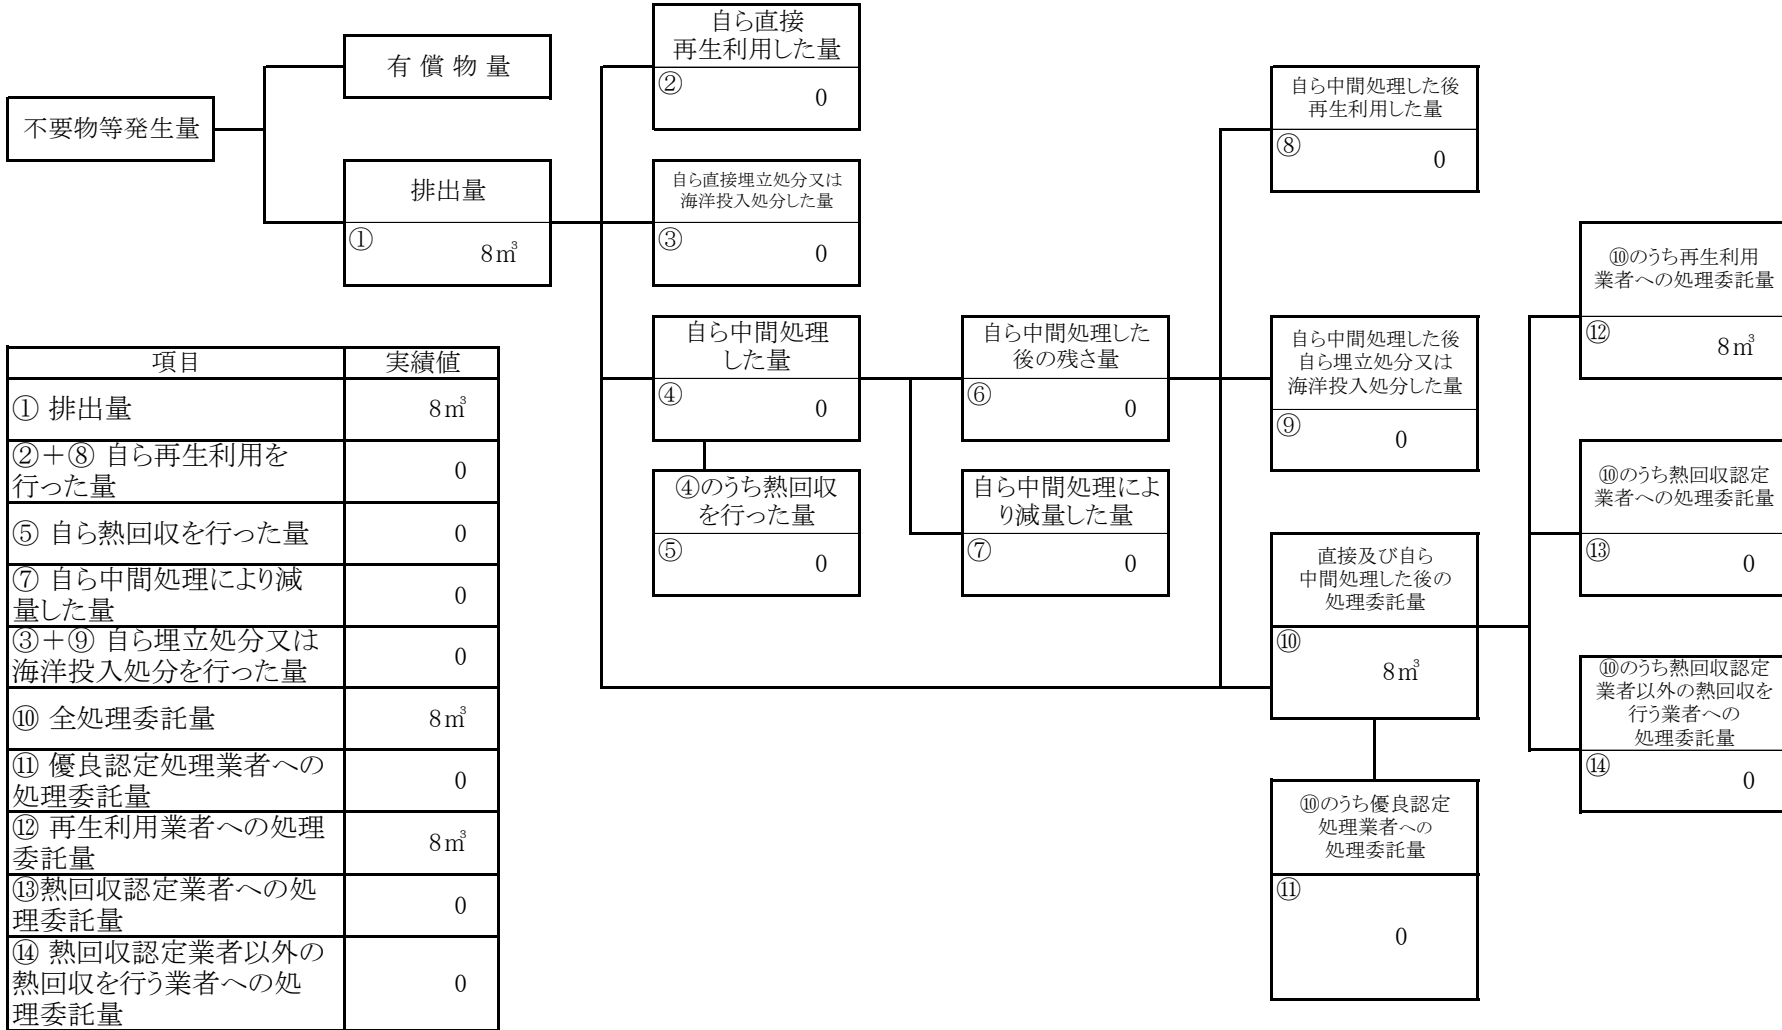 不要物等発生量
有 償 物 量
排出量
①
8㎥
自ら直接
再生利用した量
②
0
自ら直接埋立処分又は
海洋投入処分した量
③
0
自ら中間処理
した量
④
0
④のうち熱回収
を行った量
⑤
0
自ら中間処理した
後の残さ量
⑥
0
自ら中間処理によ
り減量した量
⑦
0
自ら中間処理した後
再生利用した量
⑧
0
自ら中間処理した後
自ら埋立処分又は
海洋投入処分した量
⑨
0
直接及び自ら
中間処理した後の
処理委託量
⑩
8㎥
⑩のうち優良認定
処理業者への
処理委託量
⑪
0
⑩のうち再生利用
業者への処理委託量
⑫
8㎥
⑩のうち熱回収認定
業者への処理委託量
⑬
0
⑩のうち熱回収認定
業者以外の熱回収を
行う業者への
処理委託量
⑭
0
項目 実績値
① 排出量 8㎥
②＋⑧ 自ら再生利用を
行った量 0
⑤ 自ら熱回収を行った量 0
⑦ 自ら中間処理により減
量した量 0
③＋⑨ 自ら埋立処分又は
海洋投入処分を行った量 0
⑩ 全処理委託量 8㎥
⑪ 優良認定処理業者への
処理委託量 0
⑫ 再生利用業者への処理
委託量 8㎥
⑬熱回収認定業者への処
理委託量 0
⑭ 熱回収認定業者以外の
熱回収を行う業者への処
理委託量 0